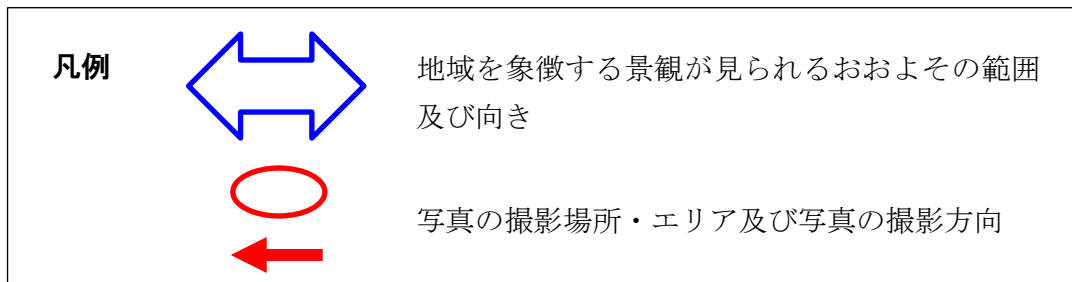 凡例
地域を象徴する景観が見られるおおよその範囲
及び向き
写真の撮影場所・エリア及び写真の撮影方向